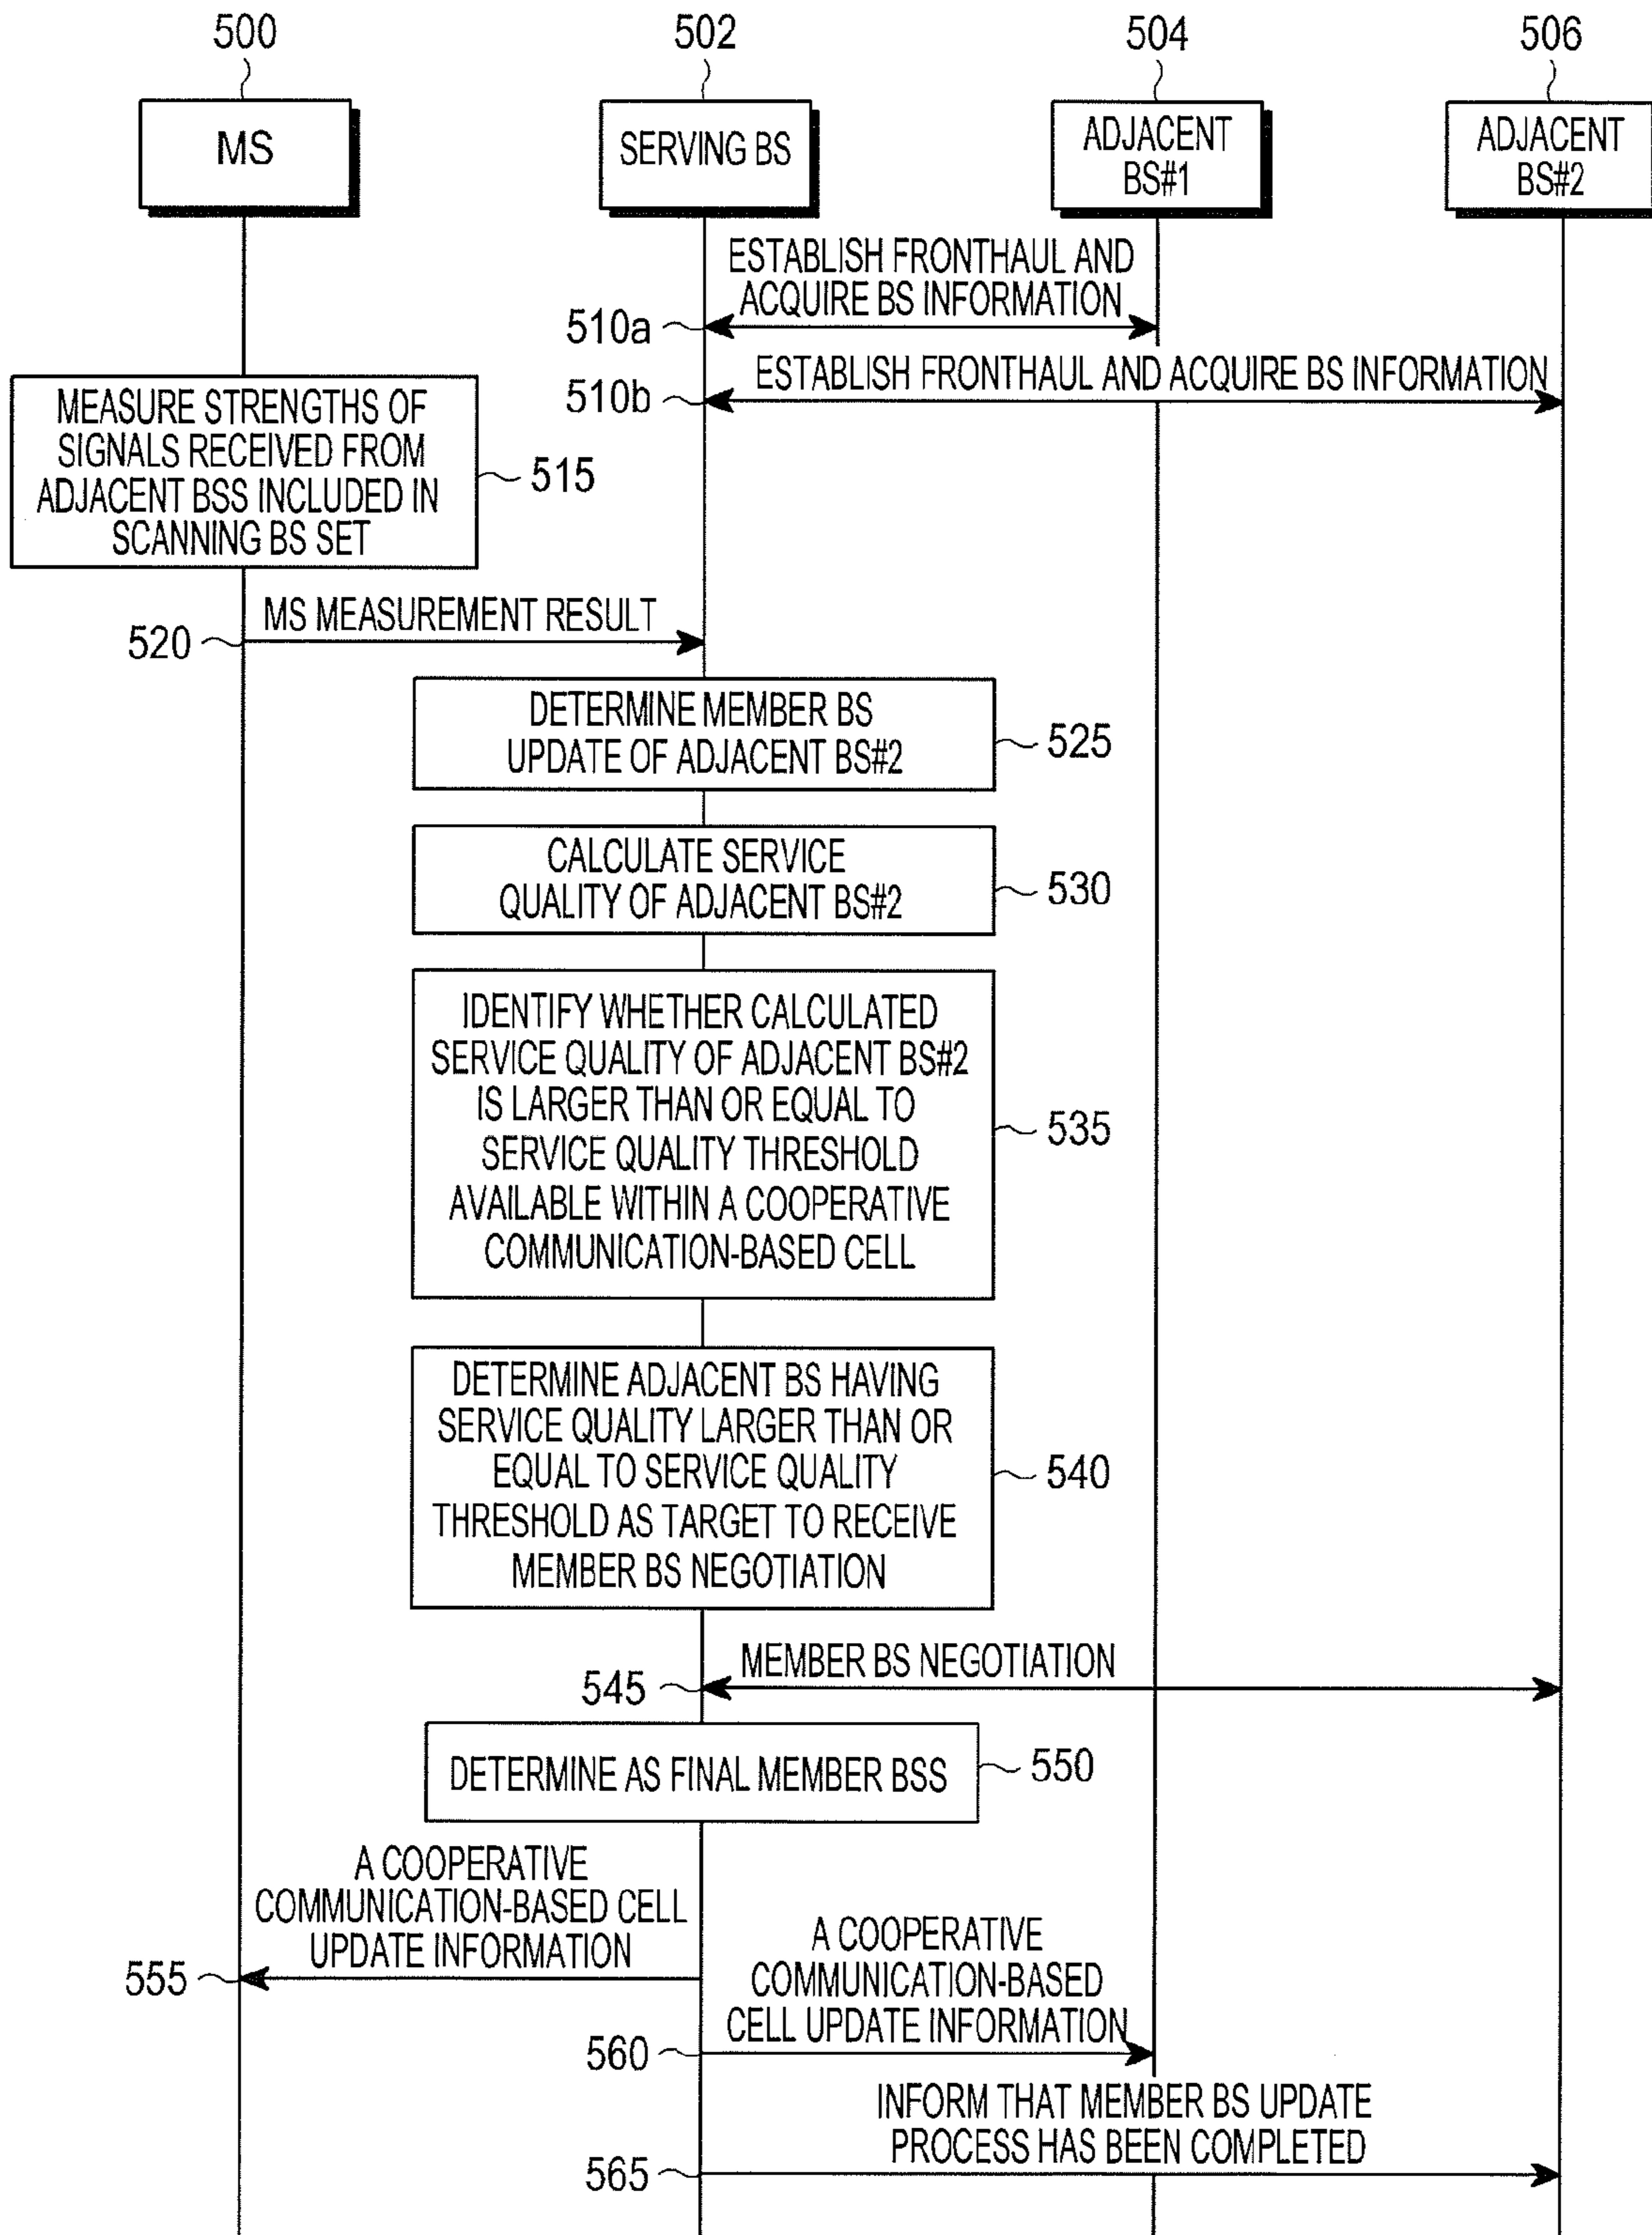 500
502
504
506
MS
SERVING BS
ADJACENT
BS#1
ADJACENT
BS#2
ESTABLISH FRONTHAUL AND
ACQUIRE BS INFORMATION
510a
ESTABLISH FRONTHAUL AND ACQUIRE BS INFORMATION
510b
MEASURE STRENGTHS OF
SIGNALS RECEIVED FROM
ADJACENT BSS INCLUDED IN
SCANNING BS SET
515
MS MEASUREMENT RESULT
520
DETERMINE MEMBER BS
UPDATE OF ADJACENT BS#2
525
CALCULATE SERVICE
QUALITY OF ADJACENT BS#2
530
IDENTIFY WHETHER CALCULATED
SERVICE QUALITY OF ADJACENT BS#2
IS LARGER THAN OR EQUAL TO
SERVICE QUALITY THRESHOLD
AVAILABLE WITHIN A COOPERATIVE
COMMUNICATION-BASED CELL
535
DETERMINE ADJACENT BS HAVING
SERVICE QUALITY LARGER THAN OR
EQUAL TO SERVICE QUALITY
THRESHOLD AS TARGET TO RECEIVE
MEMBER BS NEGOTIATION
540
MEMBER BS NEGOTIATION
545
DETERMINE AS FINAL MEMBER BSS
550
A COOPERATIVE
COMMUNICATION-BASED CELL
UPDATE INFORMATION
555
A COOPERATIVE
COMMUNICATION-BASED
CELL UPDATE INFORMATION
560
INFORM THAT MEMBER BS UPDATE
PROCESS HAS BEEN COMPLETED
565